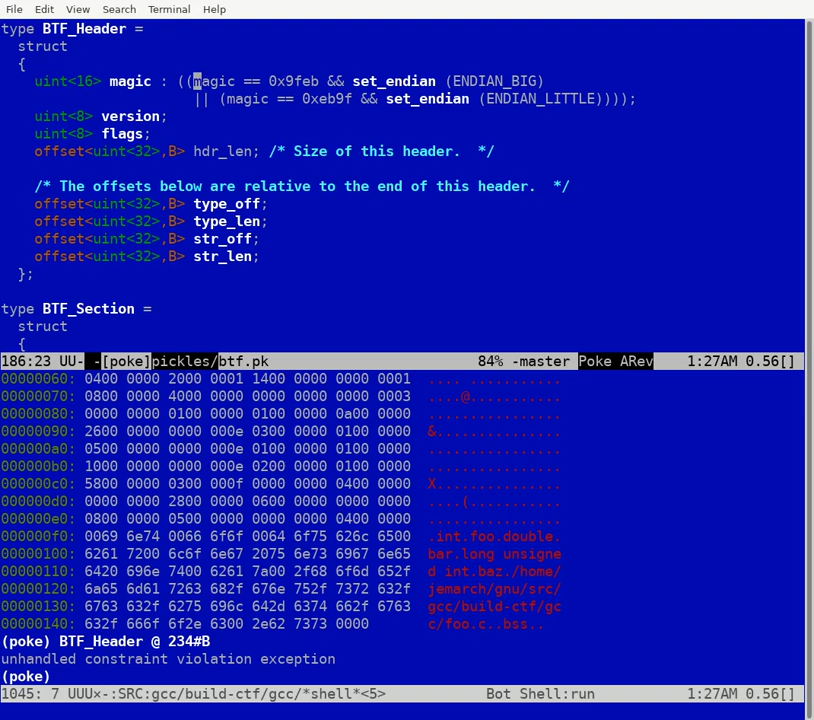 File Edit View Search Terminal Help
type BTF_Header =
  struct
  {
    uint<16> magic : ((magic == 0x9feb && set_endian (ENDIAN_BIG)
                       || (magic == 0xeb9f && set_endian (ENDIAN_LITTLE))));
    uint<8> version;
    uint<8> flags;
    offset<uint<32>,B> hdr_len; /* Size of this header.  */
    /* The offsets below are relative to the end of this header.  */
    offset<uint<32>,B> type_off;
    offset<uint<32>,B> type_len;
    offset<uint<32>,B> str_off;
    offset<uint<32>,B> str_len;
  };
type BTF_Section =
  struct
  {
186:23 UU- -[poke]pickles/btf.pk 84% -master Poke ARev 1:27AM 0.56[]
00000060: 0400 0000 2000 0001 1400 0000 0000 0001  .... ...........
00000070: 0800 0000 4000 0000 0000 0000 0000 0003  ....@...........
00000080: 0000 0000 0100 0000 0100 0000 0a00 0000  ................
00000090: 2600 0000 0000 000e 0300 0000 0100 0000  &...............
000000a0: 0500 0000 0000 000e 0100 0000 0100 0000  ................
000000b0: 1000 0000 0000 000e 0200 0000 0100 0000  ................
000000c0: 5800 0000 0300 000f 0000 0000 0400 0000  X...............
000000d0: 0000 0000 2800 0000 0600 0000 0000 0000  ....(...........
000000e0: 0800 0000 0500 0000 0000 0000 0400 0000  ................
000000f0: 0069 6e74 0066 6f6f 0064 6f75 626c 6500  .int.foo.double.
00000100: 6261 7200 6c6f 6e67 2075 6e73 6967 6e65  bar.long unsigne
00000110: 6420 696e 7400 6261 7a00 2f68 6f6d 652f  d int.baz./home/
00000120: 6a65 6d61 7263 682f 676e 752f 7372 632f  jemarch/gnu/src/
00000130: 6763 632f 6275 696c 642d 6374 662f 6763  gcc/build-ctf/gc
00000140: 632f 666f 6f2e 6300 2e62 7373 0000  c/foo.c..bss..
(poke) BTF_Header @ 234#B
unhandled constraint violation exception
(poke)
1045: 7 UUU×-:SRC:gcc/build-ctf/gcc/*shell*<5> Bot Shell:run 1:27AM 0.56[]